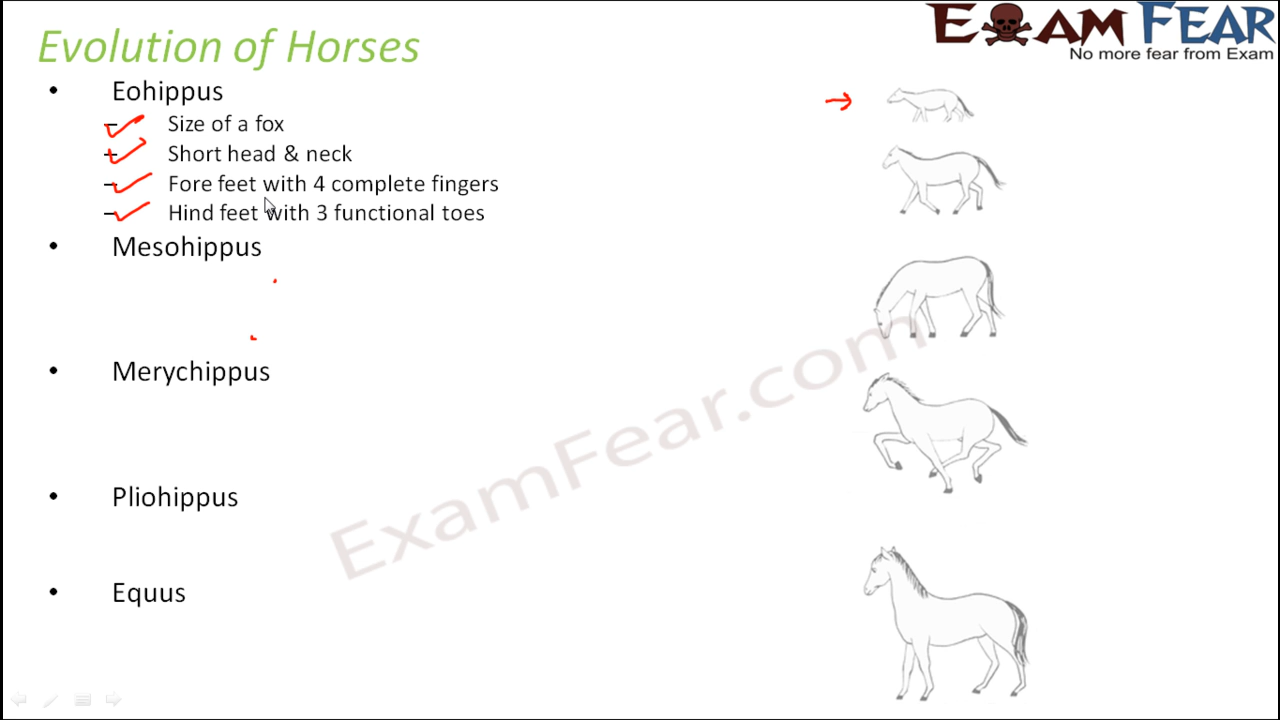 Evolution of Horses
EXAM FEAR
No more fear from Exam
• Eohippus
– Size of a fox
– Short head & neck
– Fore feet with 4 complete fingers
– Hind feet with 3 functional toes
• Mesohippus
• Merychippus
• Pliohippus
• Equus
ExamFear.com